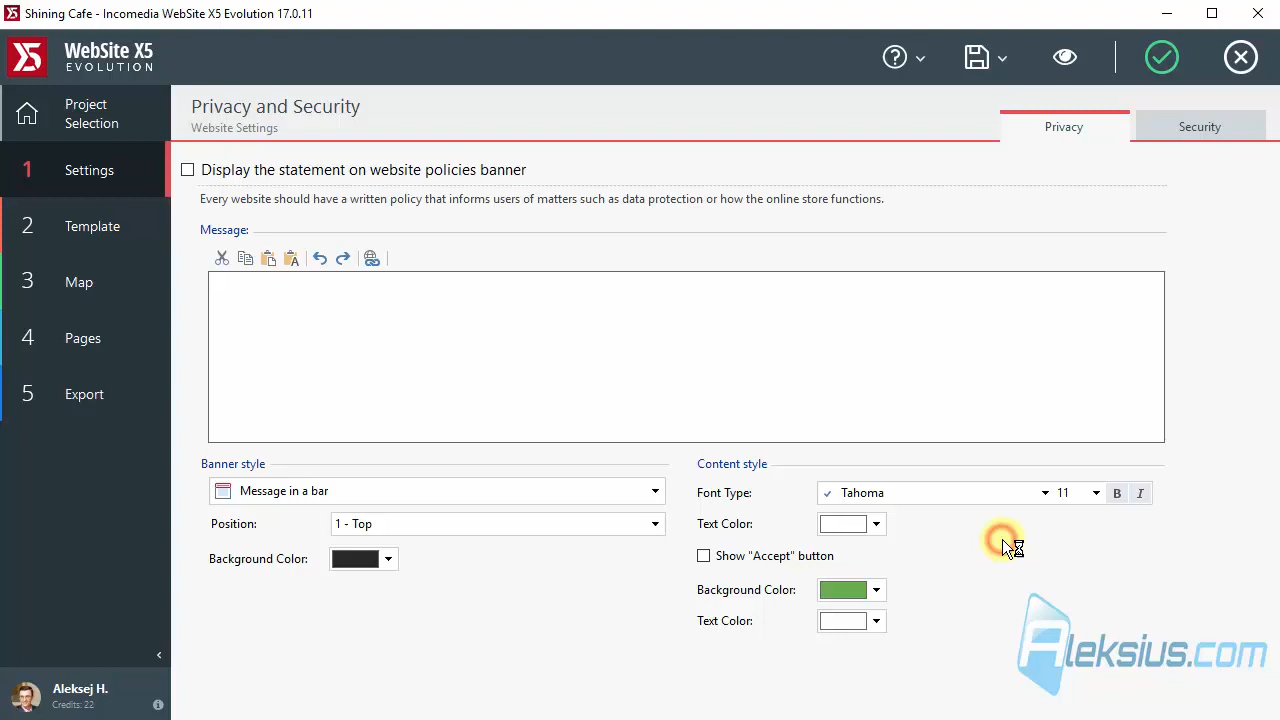 Shining Cafe - Incomedia WebSite X5 Evolution 17.0.11
X5
WebSite X5
EVOLUTION
Project
Selection
1 Settings
2 Template
3 Map
4 Pages
5 Export
Aleksej H.
Credits: 22
Privacy and Security
Website Settings
Privacy
Security
Display the statement on website policies banner
Every website should have a written policy that informs users of matters such as data protection or how the online store functions.
Message:
Banner style
Message in a bar
Position: 1 - Top
Background Color:
Content style
Font Type: Tahoma 11 B I
Text Color:
Show "Accept" button
Background Color:
Text Color:
Aleksius.com